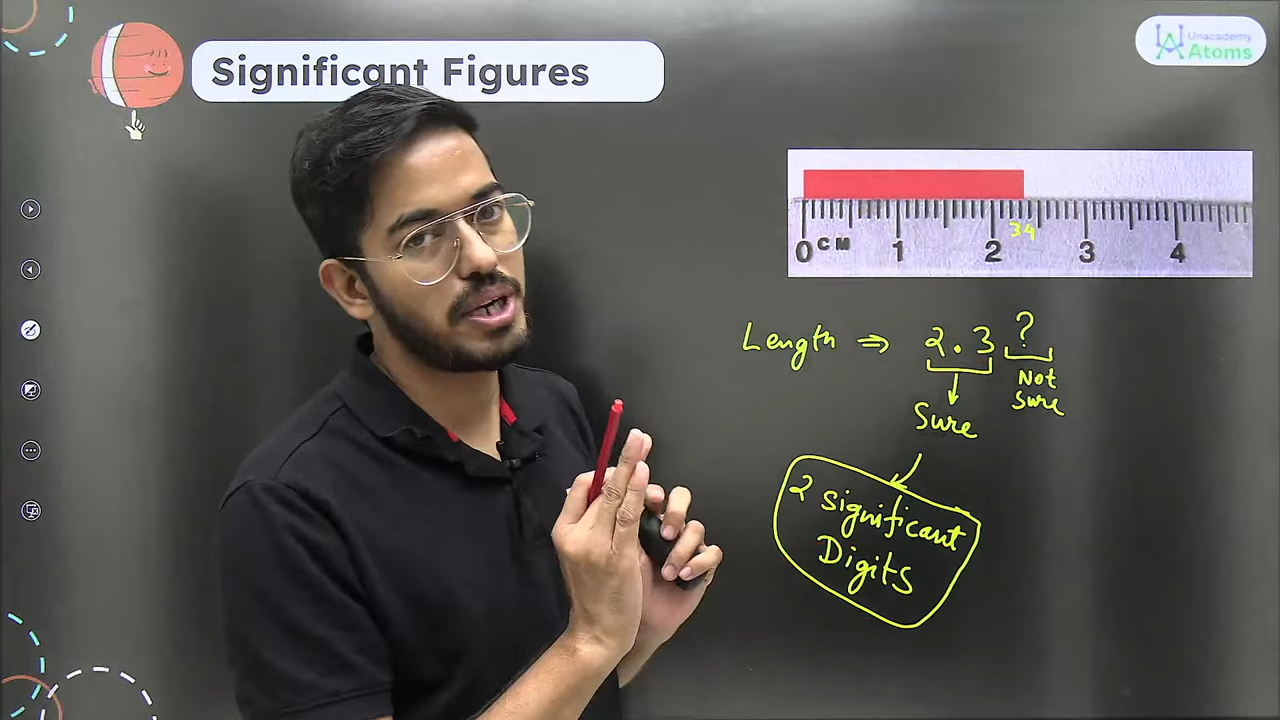 Significant Figures
Unacademy
Atoms
34
0 CM 1 2 3 4
Length ⇒ 2.3 ?
Sure
Not
Sure
2 significant
Digits